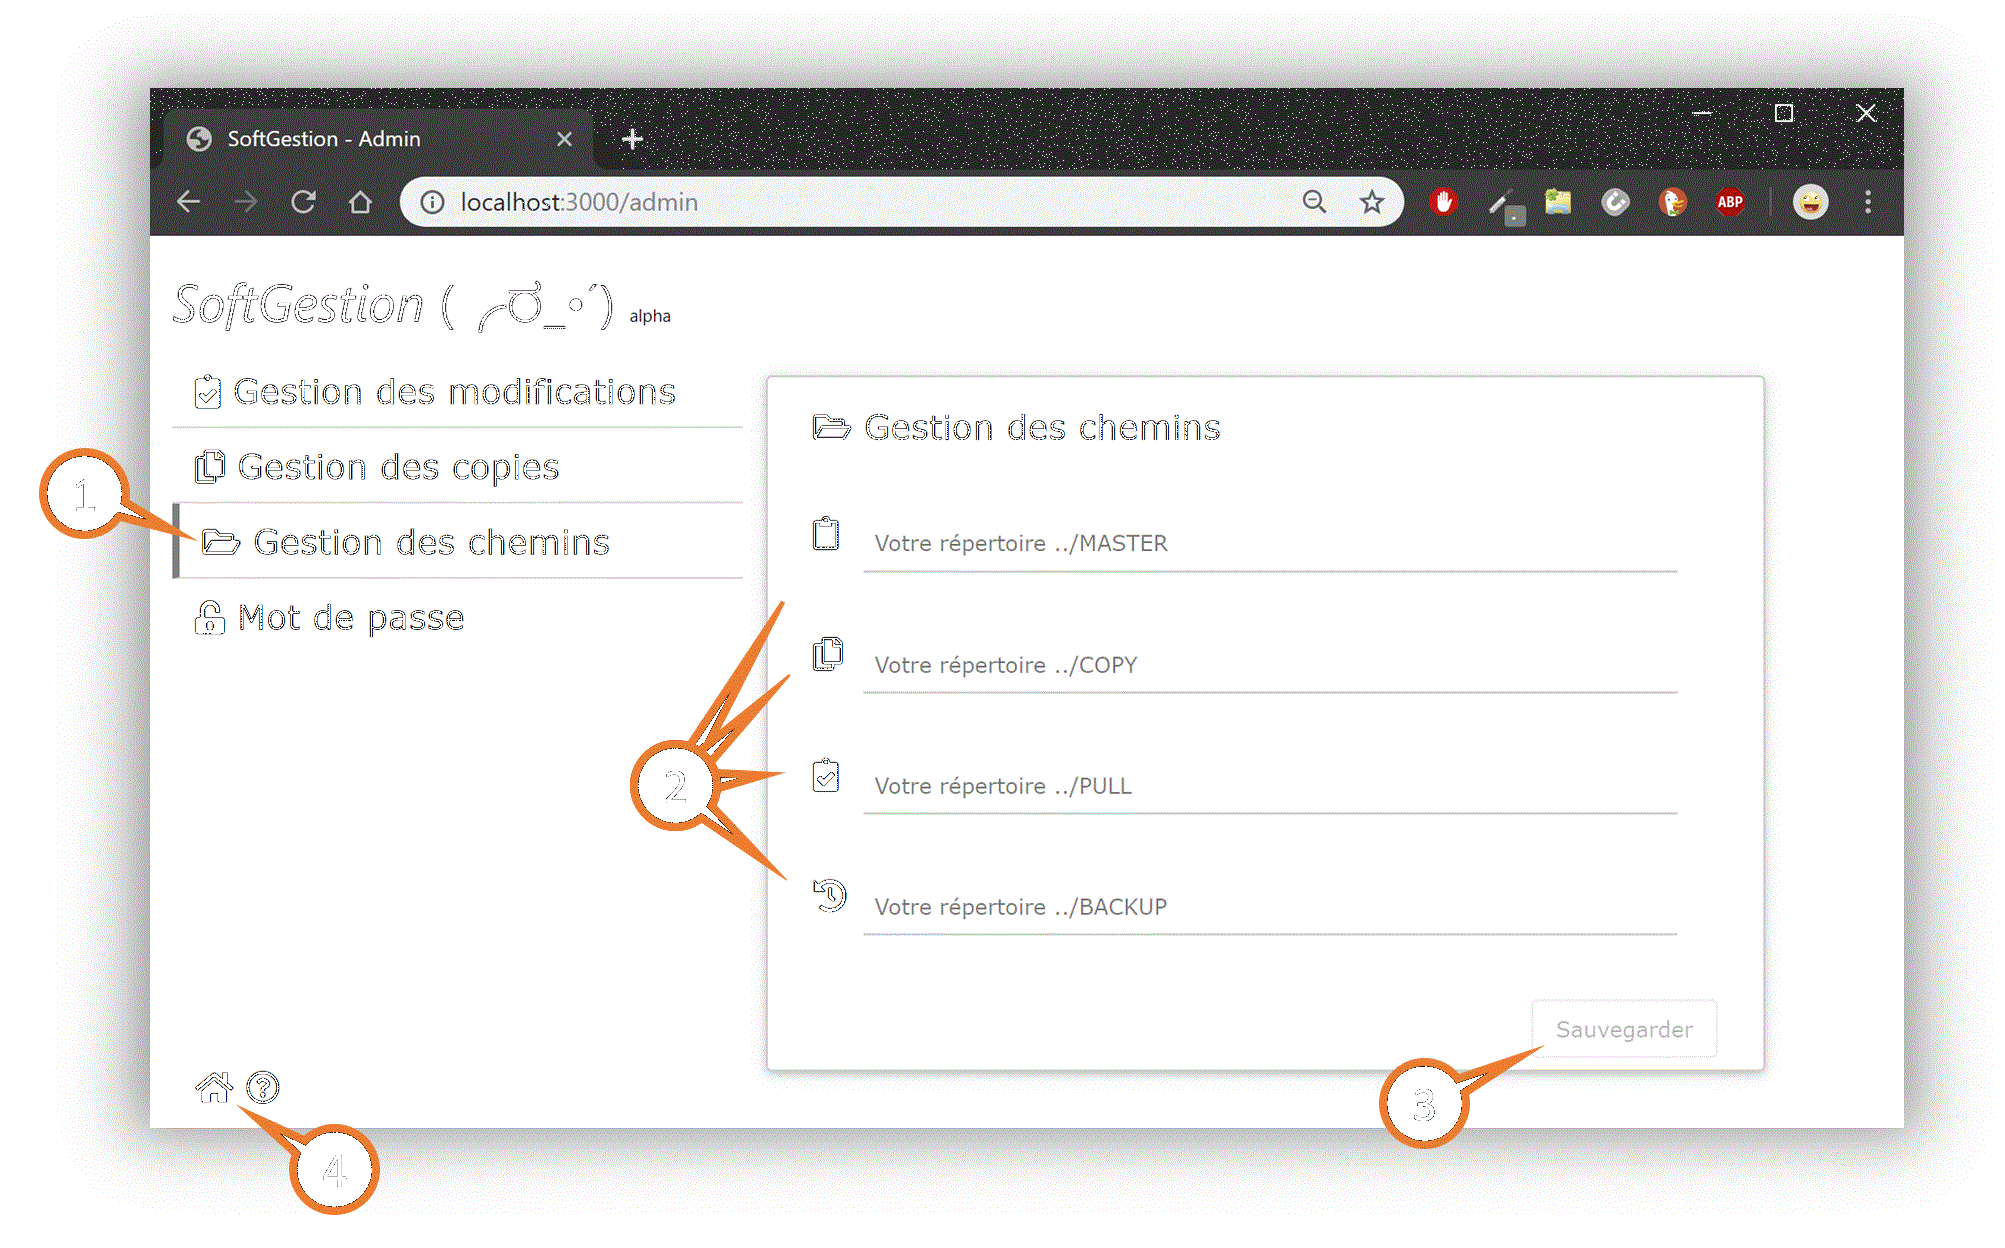 SoftGestion - Admin
localhost:3000/admin
ABP
SoftGestion ( ╭ರ_•́) alpha
Gestion des modifications
Gestion des copies
1
Gestion des chemins
Mot de passe
Gestion des chemins
Votre répertoire ../MASTER
Votre répertoire ../COPY
2
Votre répertoire ../PULL
Votre répertoire ../BACKUP
Sauvegarder
3
4